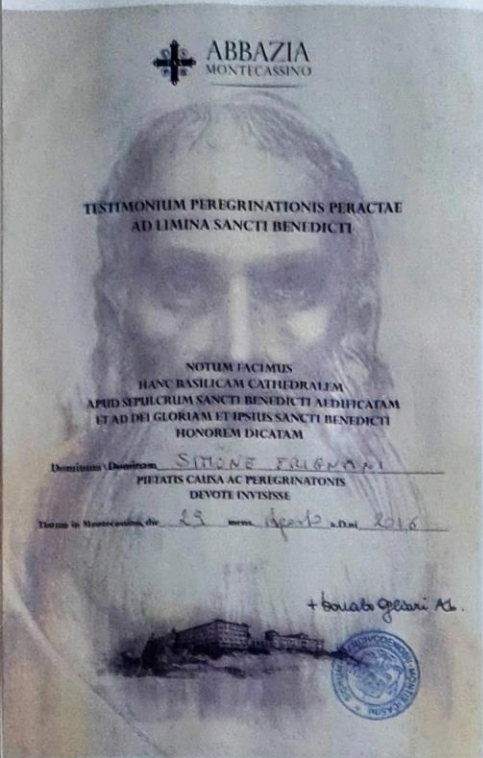 ABBAZIA
MONTECASSINO
TESTIMONIUM PEREGRINATIONIS PERACTAE
AD LIMINA SANCTI BENEDICTI
NOTUM FACIMUS
HANC BASILICAM CATHEDRALEM
APUD SEPULCRUM SANCTI BENEDICTI AEDIFICATAM
ET AD DEI GLORIAM ET IPSIUS SANCTI BENEDICTI
HONOREM DICATAM
Dominum \ Dominam SIMONE FRIGNANI
PIETATIS CAUSA AC PEREGRINATONIS
DEVOTE INVISISSE
Datum in Montecassino, die 29 mens. Agosto a.D.ni 2016
+ Donato Ogliari Ab.